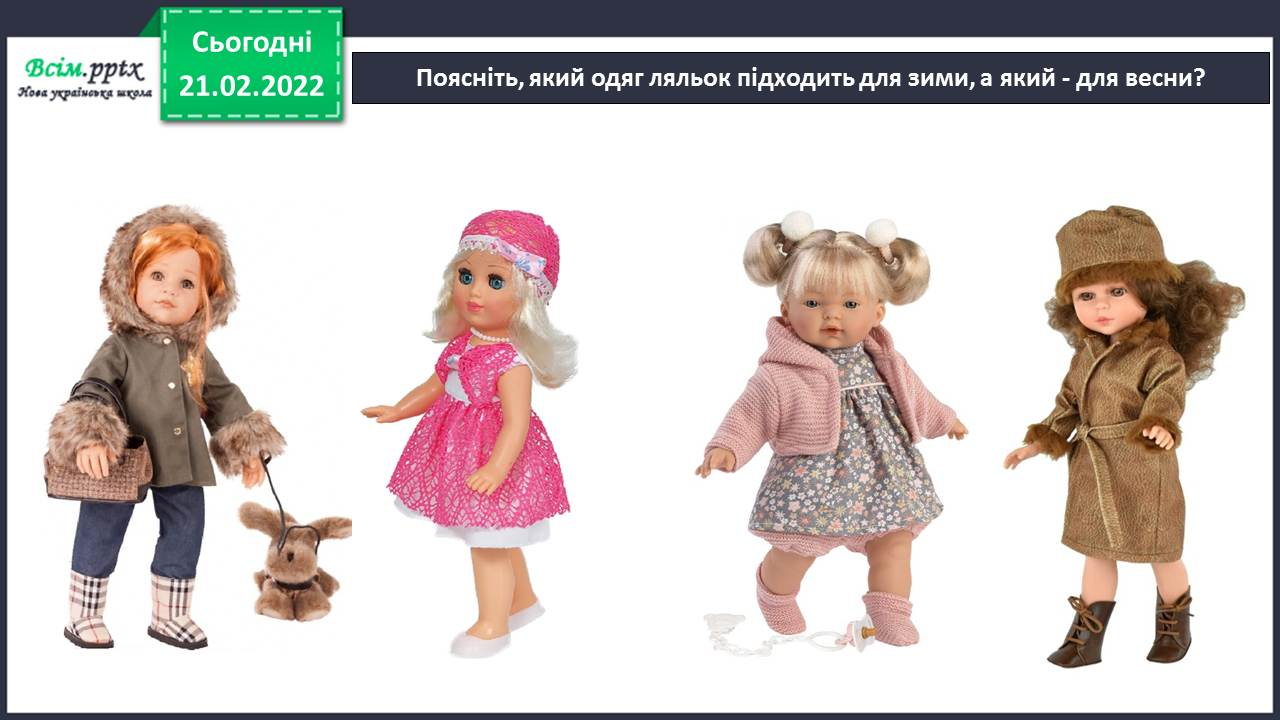 Всім.pptx
Нова українська школа
Сьогодні
21.02.2022
Поясніть, який одяг ляльок підходить для зими, а який - для весни?